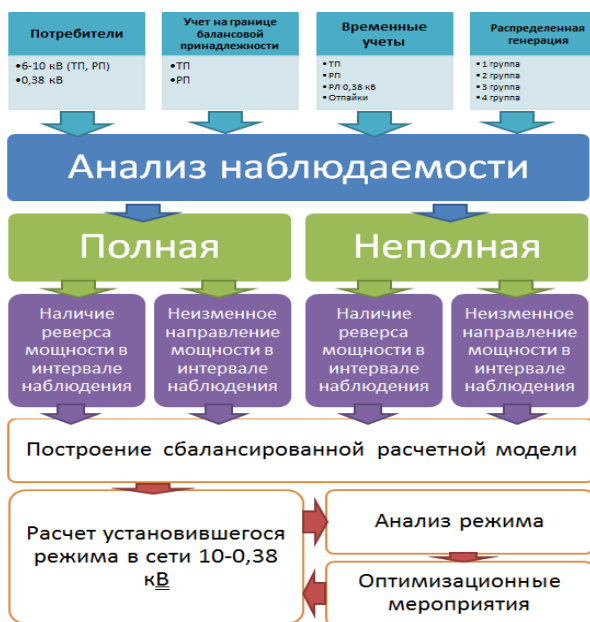 Потребители
•6-10 кВ (ТП, РП)
•0,38 кВ
Учет на границе
балансовой
принадлежности
•ТП
•РП
Временные
учеты
•ТП
•РП
•РЛ 0,38 кВ
•Отпайки
Распределенная
генерация
•1 группа
•2 группа
•3 группа
•4 группа
Анализ наблюдаемости
Полная
Неполная
Наличие
реверса
мощности в
интервале
наблюдения
Неизменное
направление
мощности в
интервале
наблюдения
Наличие
реверса
мощности в
интервале
наблюдения
Неизменное
направление
мощности в
интервале
наблюдения
Построение сбалансированной расчетной модели
Расчет установившегося
режима в сети 10-0,38
кВ
Анализ режима
Оптимизационные
мероприятия